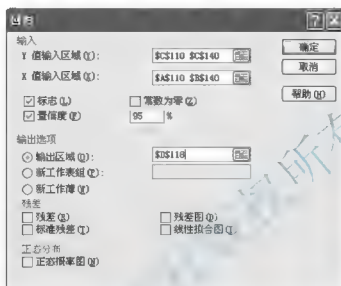 回归
输入
Y 值输入区域(Y): $C$110 $C$140
X 值输入区域(X): $A$110 $B$140
确定
取消
帮助(H)
标志(L) 常数为零(Z)
置信度(F) 95 %
输出选项
输出区域(O): $D$118
新工作表组(P):
新工作薄(W)
残差
残差(R) 残差图(D)
标准残差(T) 线性拟合图(I)
正态分布
正态概率图(N)